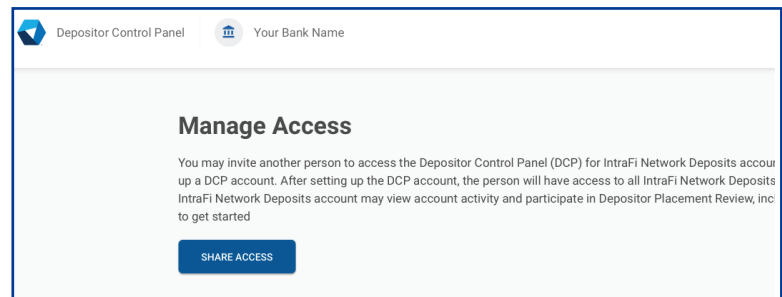 Depositor Control Panel
Your Bank Name
Manage Access
You may invite another person to access the Depositor Control Panel (DCP) for IntraFi Network Deposits
up a DCP account. After setting up the DCP account, the person will have access to all IntraFi Network Deposits
IntraFi Network Deposits account may view account activity and participate in Depositor Placement Review,
to get started
SHARE ACCESS